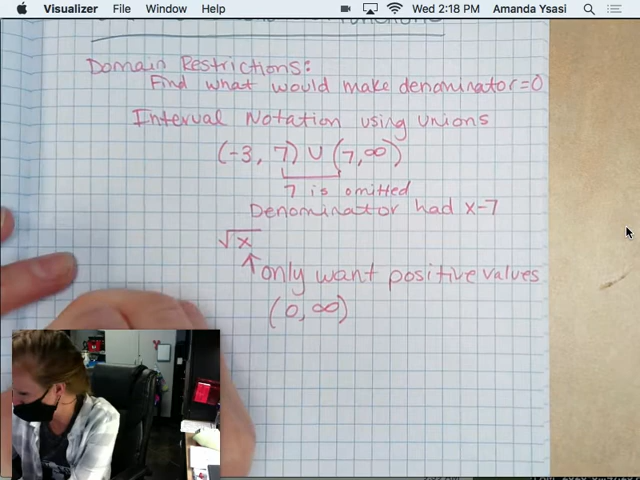 Visualizer File Window Help Wed 2:18 PM Amanda Ysasi
Domain Restrictions:
Find what would make denominator=0
Interval Notation using Unions
(-3, 7) ∪ (7, ∞)
7 is omitted
Denominator had x-7
√x
↑ only want positive values
(0, ∞)